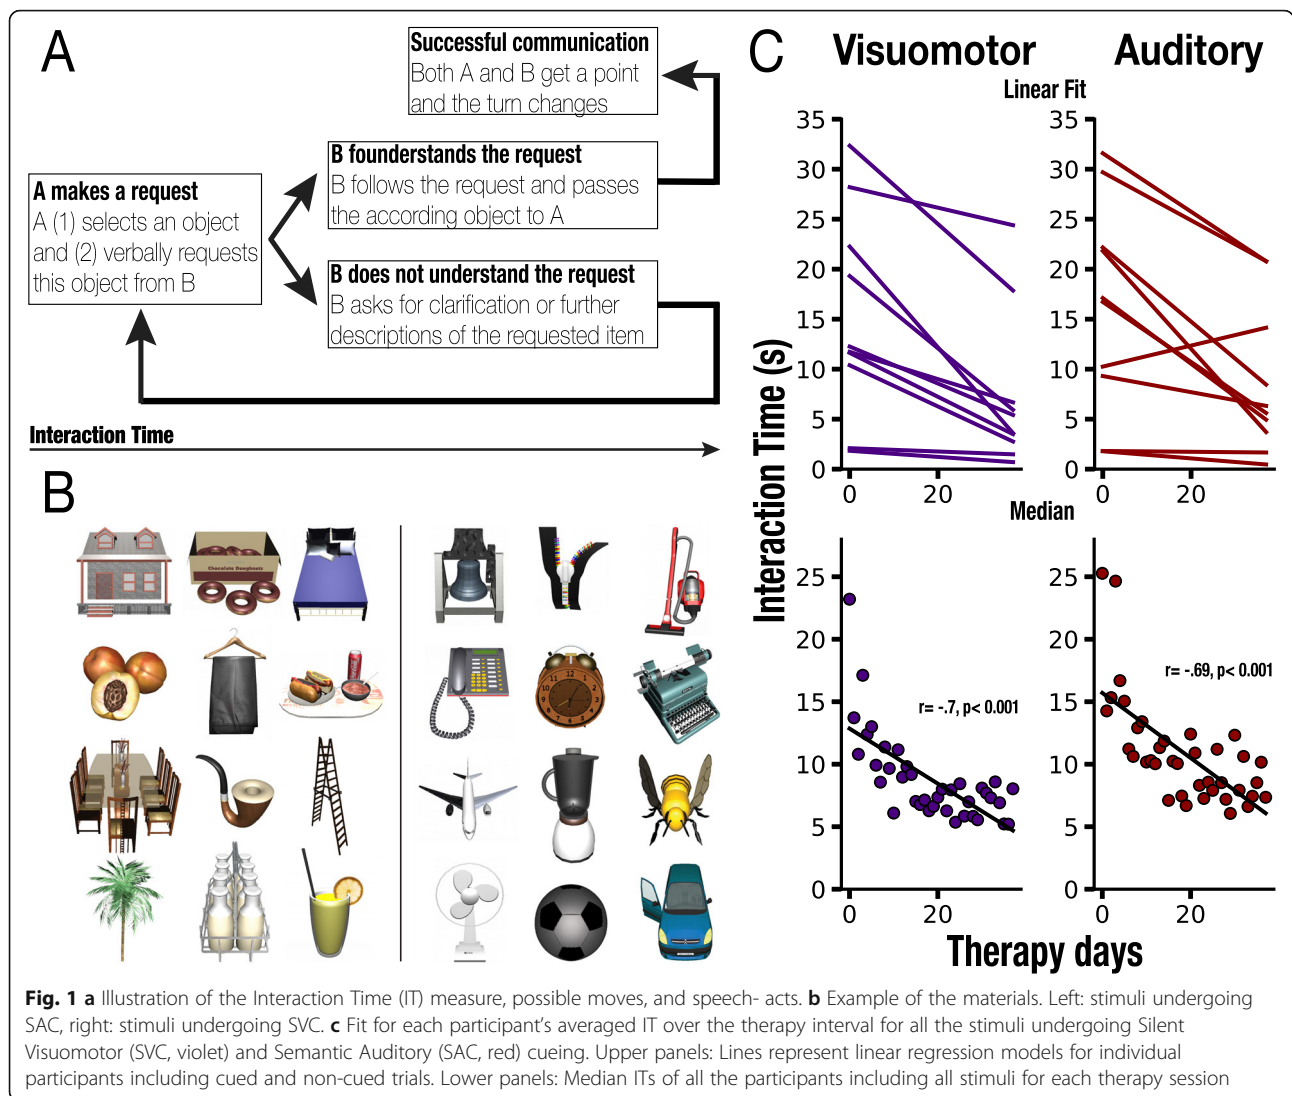 A
Successful communication
Both A and B get a point
and the turn changes
B founderstands the request
B follows the request and passes
the according object to A
A makes a request
A (1) selects an object
and (2) verbally requests
this object from B
B does not understand the request
B asks for clarification or further
descriptions of the requested item
Interaction Time
B
Chocolate Doughnuts
C
Visuomotor
Auditory
Linear Fit
35
30
25
20
15
10
5
0
0
20
35
30
25
20
15
10
5
0
0
20
Interaction Time (s)
Median
25
20
15
10
5
0
0
20
r= -.7, p< 0.001
25
20
15
10
5
0
0
20
r= -.69, p< 0.001
Therapy days
Fig. 1 a Illustration of the Interaction Time (IT) measure, possible moves, and speech- acts. b Example of the materials. Left: stimuli undergoing
SAC, right: stimuli undergoing SVC. c Fit for each participant's averaged IT over the therapy interval for all the stimuli undergoing Silent
Visuomotor (SVC, violet) and Semantic Auditory (SAC, red) cueing. Upper panels: Lines represent linear regression models for individual
participants including cued and non-cued trials. Lower panels: Median ITs of all the participants including all stimuli for each therapy session